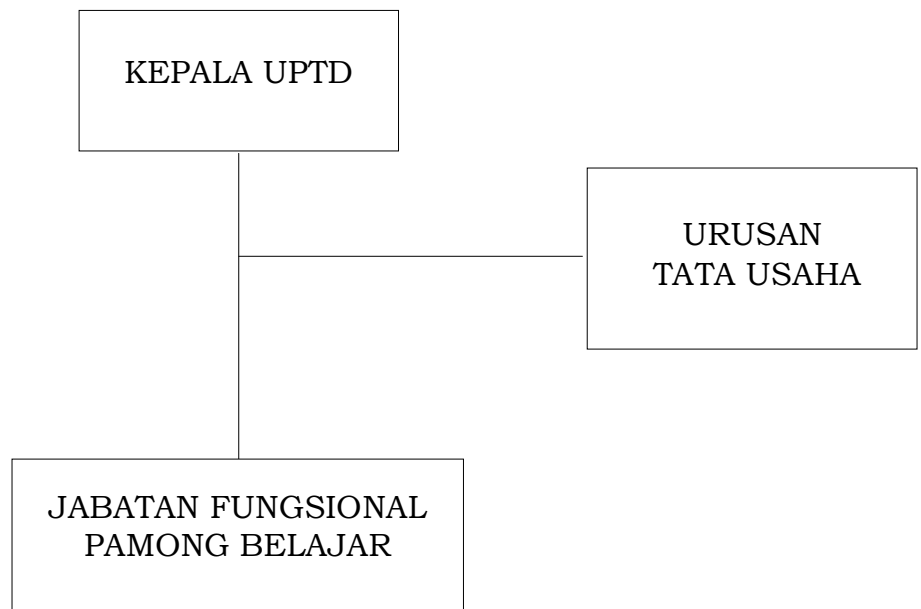 KEPALA UPTD
URUSAN
TATA USAHA
JABATAN FUNGSIONAL
PAMONG BELAJAR